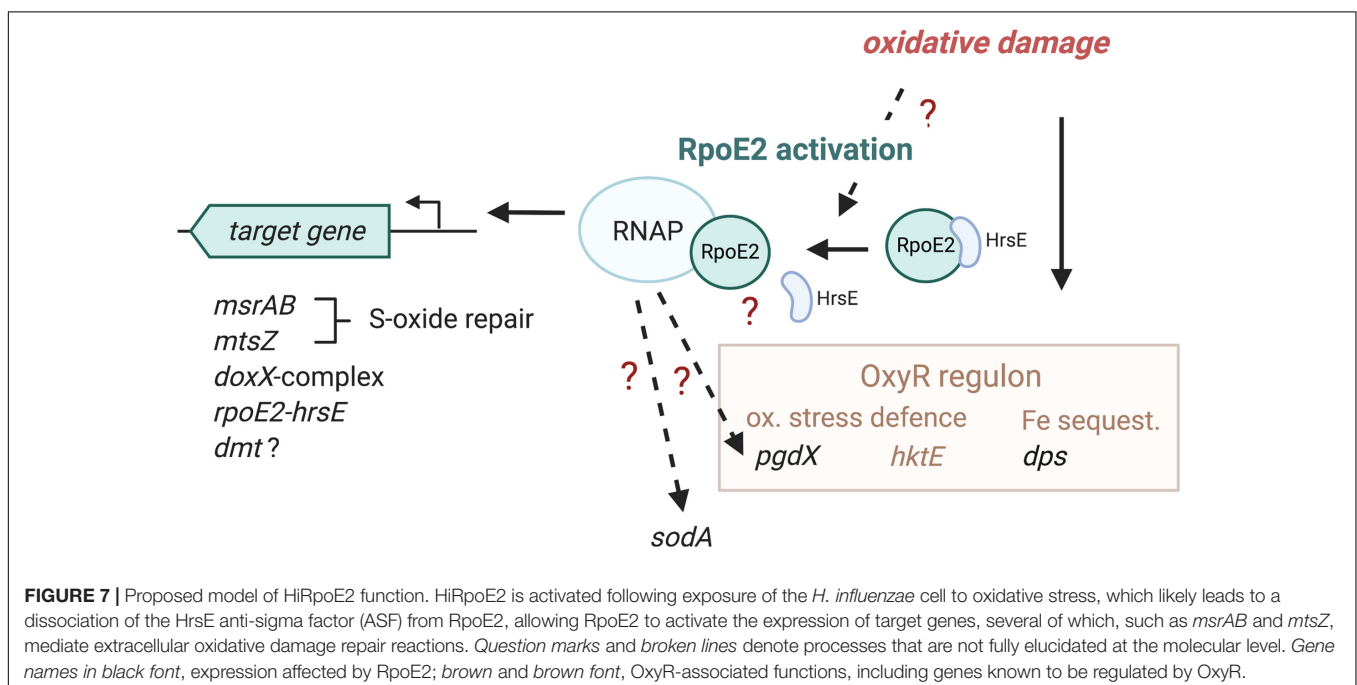 oxidative damage
?
RpoE2 activation
target gene
RNAP
RpoE2
RpoE2
HrsE
HrsE
?
msrAB
mtsZ
S-oxide repair
doxX-complex
rpoE2-hrsE
dmt ?
?
?
OxyR regulon
ox. stress defence
Fe sequest.
pgdX
hktE
dps
sodA
FIGURE 7 | Proposed model of HiRpoE2 function. HiRpoE2 is activated following exposure of the H. influenzae cell to oxidative stress, which likely leads to a
dissociation of the HrsE anti-sigma factor (ASF) from RpoE2, allowing RpoE2 to activate the expression of target genes, several of which, such as msrAB and mtsZ,
mediate extracellular oxidative damage repair reactions. Question marks and broken lines denote processes that are not fully elucidated at the molecular level. Gene
names in black font, expression affected by RpoE2; brown and brown font, OxyR-associated functions, including genes known to be regulated by OxyR.